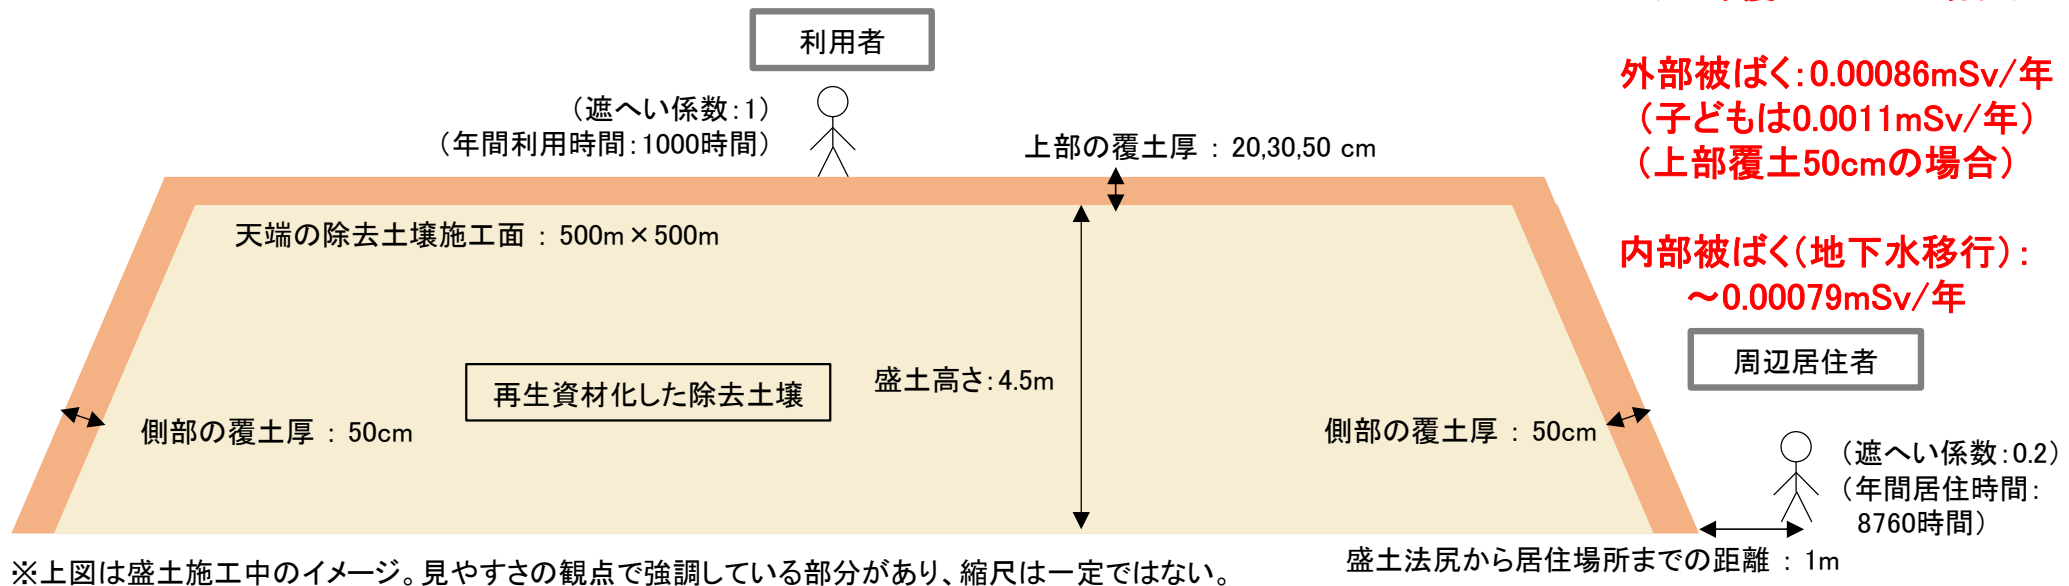 利用者
(遮へい係数:1)
(年間利用時間:1000時間)
上部の覆土厚 : 20,30,50 cm
天端の除去土壌施工面 : 500m×500m
再生資材化した除去土壌
盛土高さ:4.5m
側部の覆土厚 : 50cm
側部の覆土厚 : 50cm
外部被ばく:0.00086mSv/年
(子どもは0.0011mSv/年)
(上部覆土50cmの場合)
内部被ばく(地下水移行):
~0.00079mSv/年
周辺居住者
(遮へい係数:0.2)
(年間居住時間:
8760時間)
盛土法尻から居住場所までの距離 : 1m
※上図は盛土施工中のイメージ。見やすさの観点で強調している部分があり、縮尺は一定ではない。